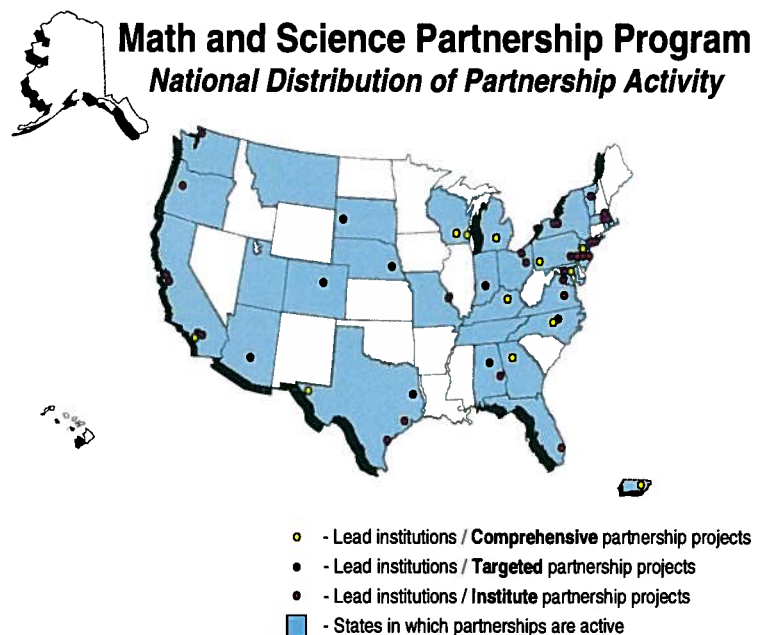 Math and Science Partnership Program
National Distribution of Partnership Activity
- Lead institutions / Comprehensive partnership projects
- Lead institutions / Targeted partnership projects
- Lead institutions / Institute partnership projects
- States in which partnerships are active